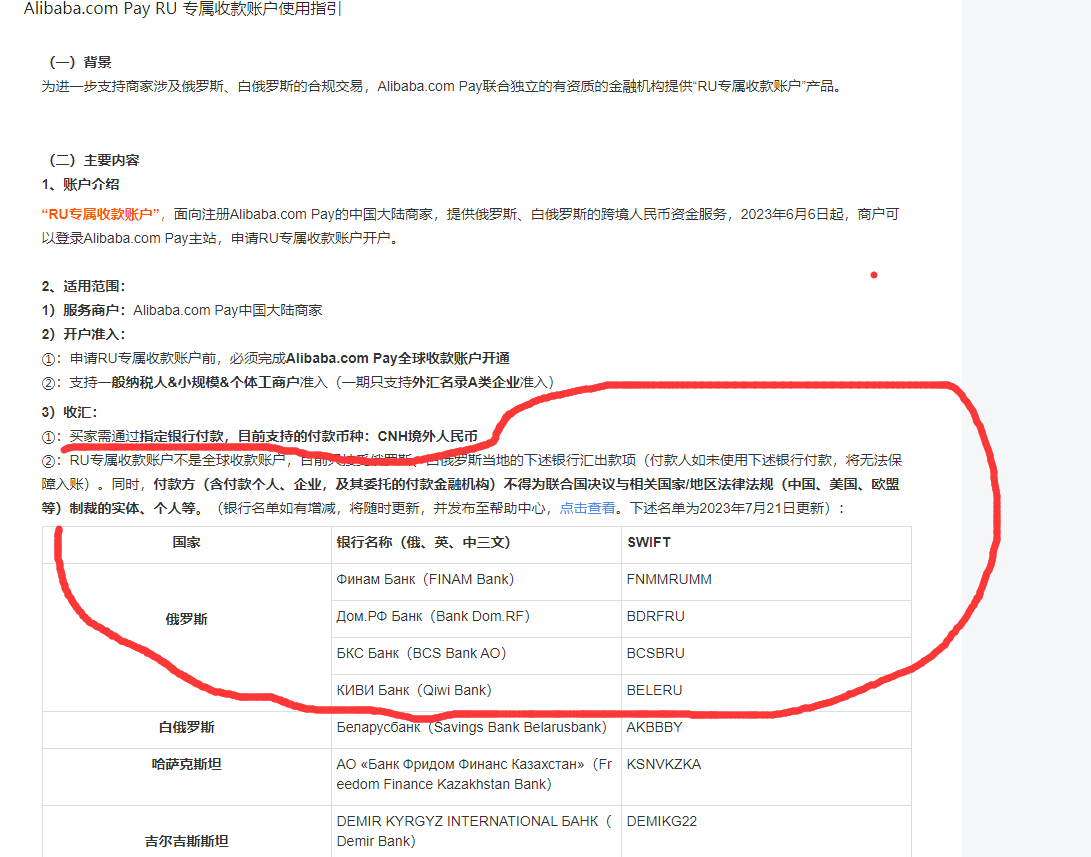 Alibaba.com Pay RU 专属收款账户使用指引
（一）背景
为进一步支持商家涉及俄罗斯、白俄罗斯的合规交易，Alibaba.com Pay联合独立的有资质的金融机构提供“RU专属收款账户”产品。
（二）主要内容
1、账户介绍
“RU专属收款账户”，面向注册Alibaba.com Pay的中国大陆商家，提供俄罗斯、白俄罗斯的跨境人民币资金服务，2023年6月6日起，商户可
以登录Alibaba.com Pay主站，申请RU专属收款账户开户。
2、适用范围：
1）服务商户：Alibaba.com Pay中国大陆商家
2）开户准入：
①：申请RU专属收款账户前，必须完成Alibaba.com Pay全球收款账户开通
②：支持一般纳税人&小规模&个体工商户准入（一期只支持外汇名录A类企业准入）
3）收汇：
①：买家需通过指定银行付款，目前支持的付款币种：CNH境外人民币
②：RU专属收款账户不是全球收款账户，目前只接受俄罗斯、白俄罗斯当地的下述银行汇出款项（付款人如未使用下述银行付款，将无法保
障入账）。同时，付款方（含付款个人、企业，及其委托的付款金融机构）不得为联合国决议与相关国家/地区法律法规（中国、美国、欧盟
等）制裁的实体、个人等。（银行名单如有增减，将随时更新，并发布至帮助中心，点击查看。下述名单为2023年7月21日更新）：
国家 银行名称（俄、英、中三文） SWIFT
俄罗斯
Финам Банк（FINAM Bank） FNMMRUMM
Дом.РФ Банк（Bank Dom.RF） BDRFRU
БКС Банк（BCS Bank AO） BCSBRU
КИВИ Банк（Qiwi Bank） BELERU
白俄罗斯 Беларусбанк（Savings Bank Belarusbank） AKBBBY
哈萨克斯坦 АО «Банк Фридом Финанс Казахстан»（Fr KSNVKZKA
eedom Finance Kazakhstan Bank）
吉尔吉斯斯坦 DEMIR KYRGYZ INTERNATIONAL БАНК（ DEMIKG22
Demir Bank）